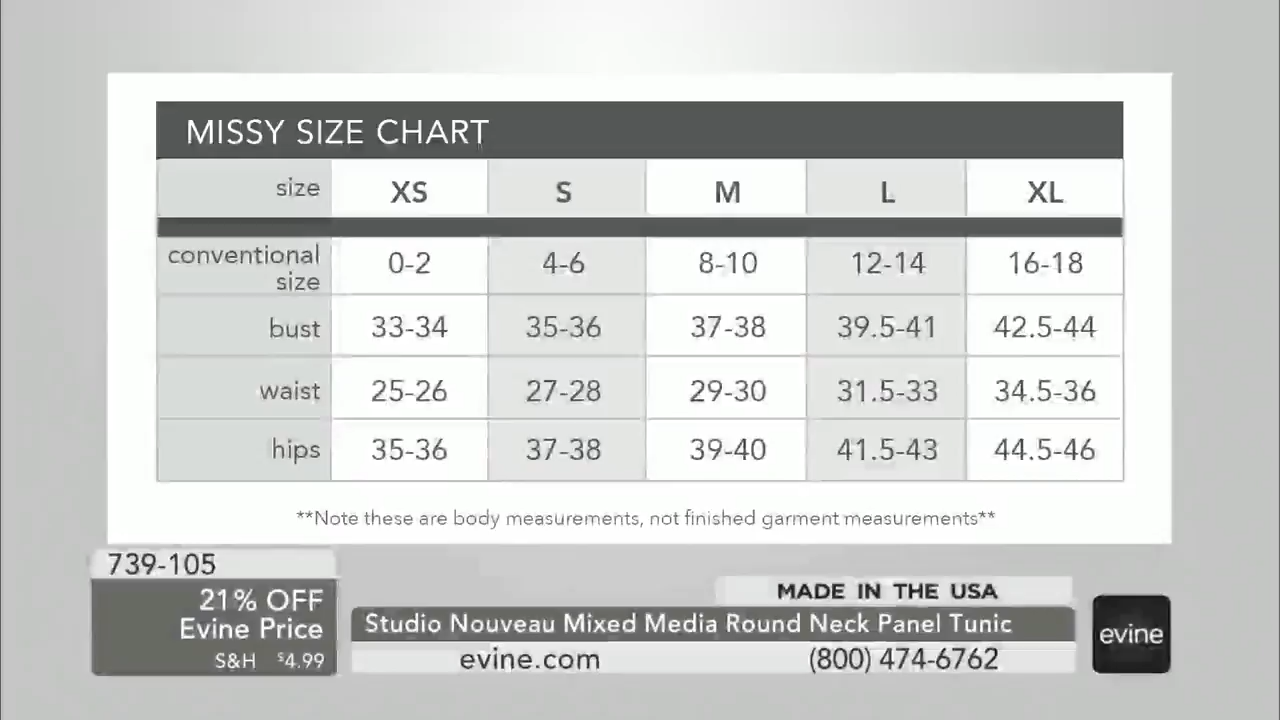 MISSY SIZE CHART
size XS S M L XL
conventional size 0-2 4-6 8-10 12-14 16-18
bust 33-34 35-36 37-38 39.5-41 42.5-44
waist 25-26 27-28 29-30 31.5-33 34.5-36
hips 35-36 37-38 39-40 41.5-43 44.5-46
**Note these are body measurements, not finished garment measurements**
739-105
21% OFF
Evine Price
S&H $4.99
MADE IN THE USA
Studio Nouveau Mixed Media Round Neck Panel Tunic
evine.com (800) 474-6762
evine